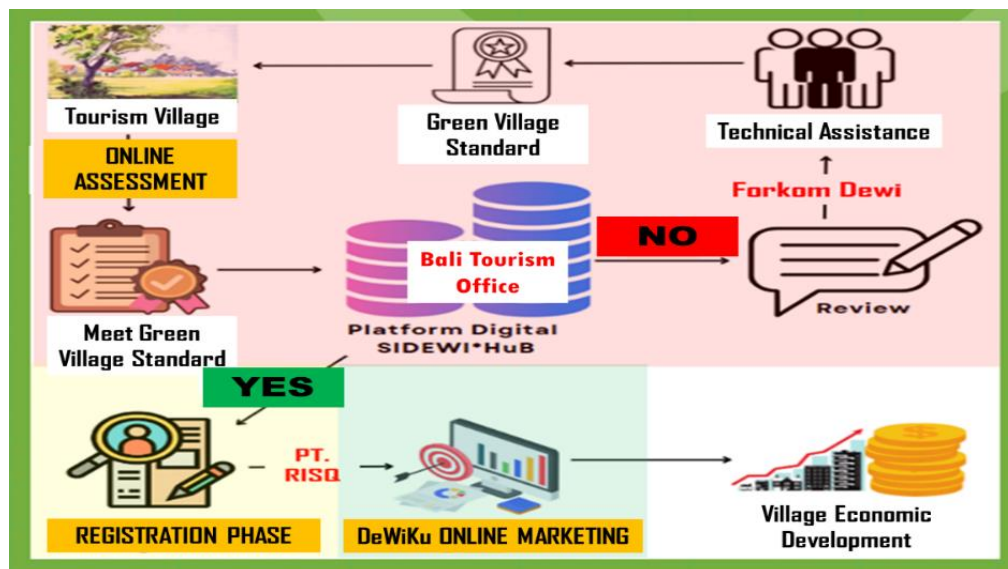 Tourism Village
Green Village
Standard
Technical Assistance
ONLINE
ASSESSMENT
Forkom Dewi
NO
Bali Tourism
Office
Review
Platform Digital
SIDEWI*HuB
Meet Green
Village Standard
YES
PT.
RISQ
REGISTRATION PHASE
DeWiKu ONLINE MARKETING
Village Economic
Development